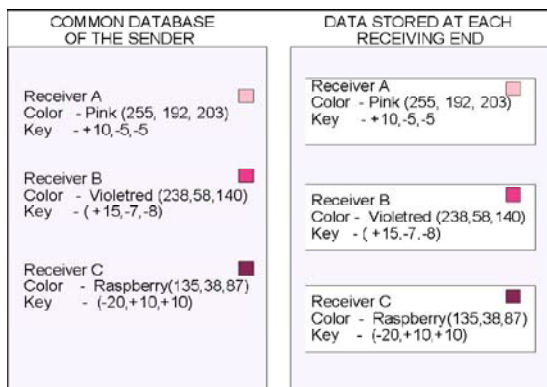 COMMON DATABASE
OF THE SENDER
Receiver A
Color - Pink (255, 192, 203)
Key - +10,-5,-5
Receiver B
Color - Violetred (238,58,140)
Key - ( +15,-7,-8)
Receiver C
Color - Raspberry(135,38,87)
Key - (-20,+10,+10)
DATA STORED AT EACH
RECEIVING END
Receiver A
Color - Pink (255, 192, 203)
Key - +10,-5,-5
Receiver B
Color - Violetred (238,58,140)
Key - ( +15,-7,-8)
Receiver C
Color - Raspberry(135,38,87)
Key - (-20,+10,+10)